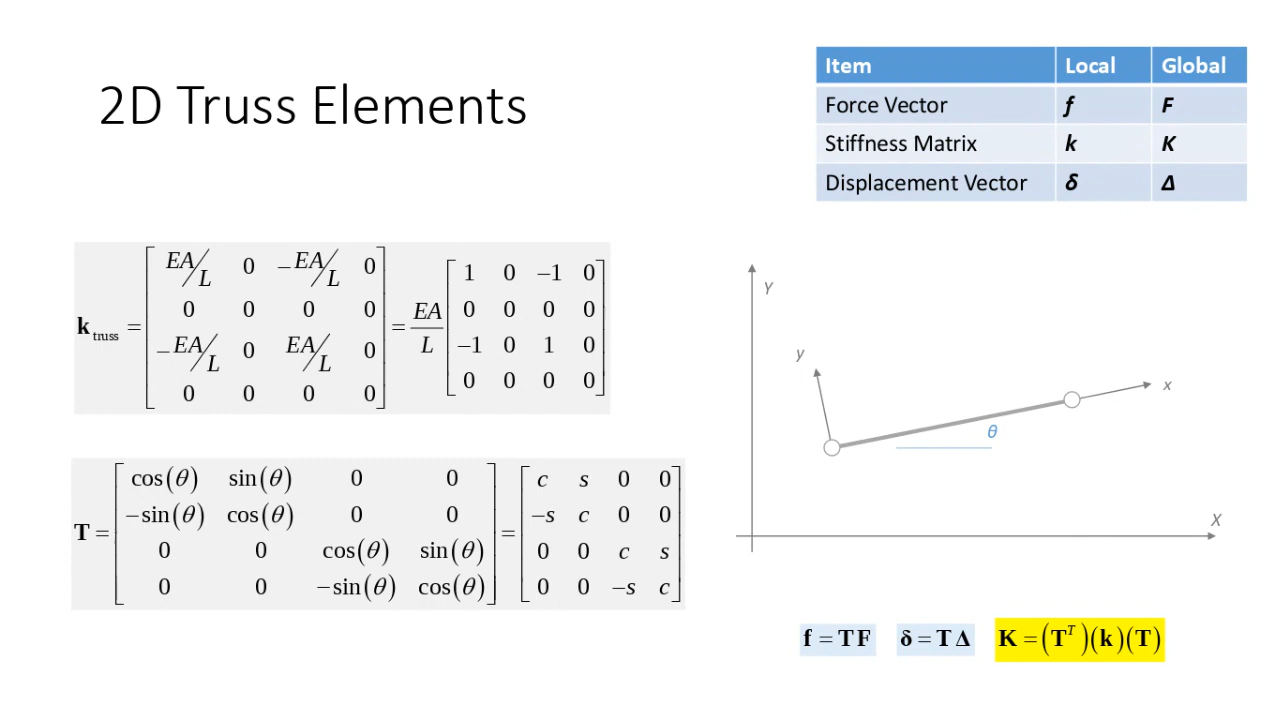 2D Truss Elements
Item Local Global
Force Vector f F
Stiffness Matrix k K
Displacement Vector δ Δ
k truss = [ EA/L 0 −EA/L 0 ; 0 0 0 0 ; −EA/L 0 EA/L 0 ; 0 0 0 0 ] = EA/L [ 1 0 −1 0 ; 0 0 0 0 ; −1 0 1 0 ; 0 0 0 0 ]
T = [ cos(θ) sin(θ) 0 0 ; −sin(θ) cos(θ) 0 0 ; 0 0 cos(θ) sin(θ) ; 0 0 −sin(θ) cos(θ) ] = [ c s 0 0 ; −s c 0 0 ; 0 0 c s ; 0 0 −s c ]
Y
y
x
θ
X
f = T F δ = T Δ K = (T^T)(k)(T)